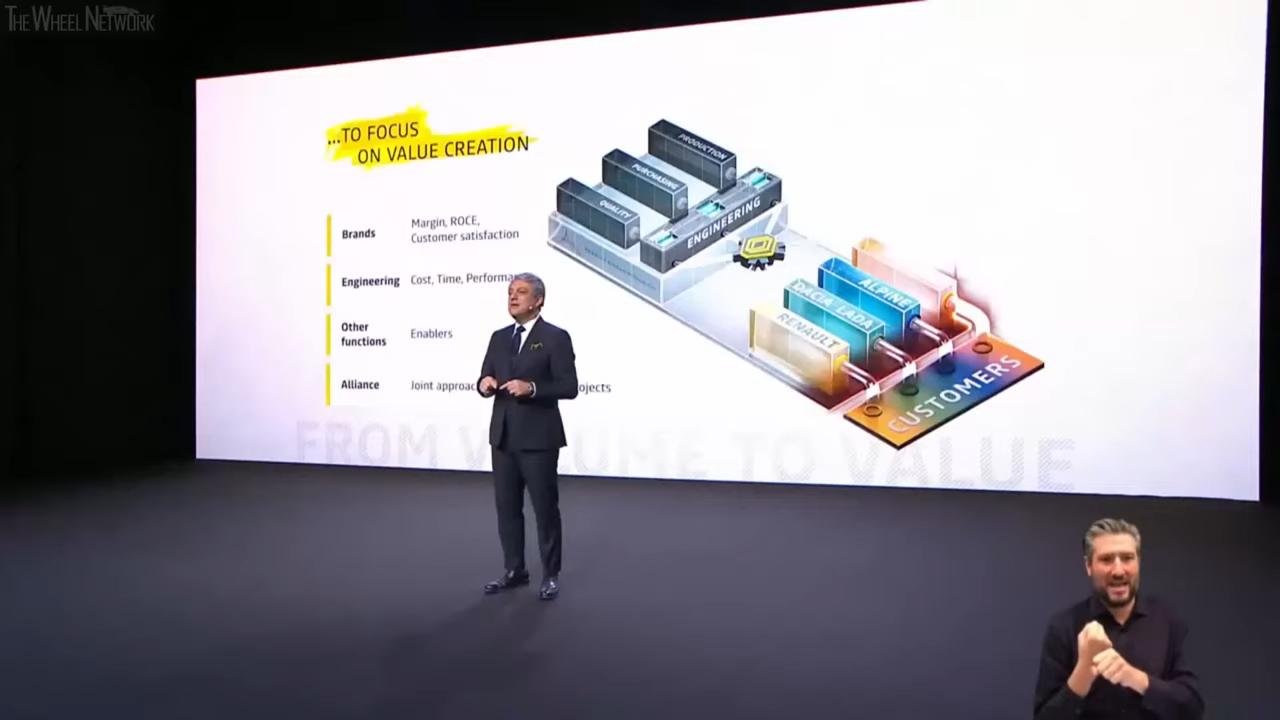 THE WHEEL NETWORK
...TO FOCUS
ON VALUE CREATION
Brands
Margin, ROCE,
Customer satisfaction
Engineering
Cost, Time, Performa
Other
functions
Enablers
Alliance
Joint approac
ojects
PRODUCTION
PURCHASING
QUALITY
ENGINEERING
ALPINE
DACIA LADA
RENAULT
CUSTOMERS
FROM V LUME TO VALUE